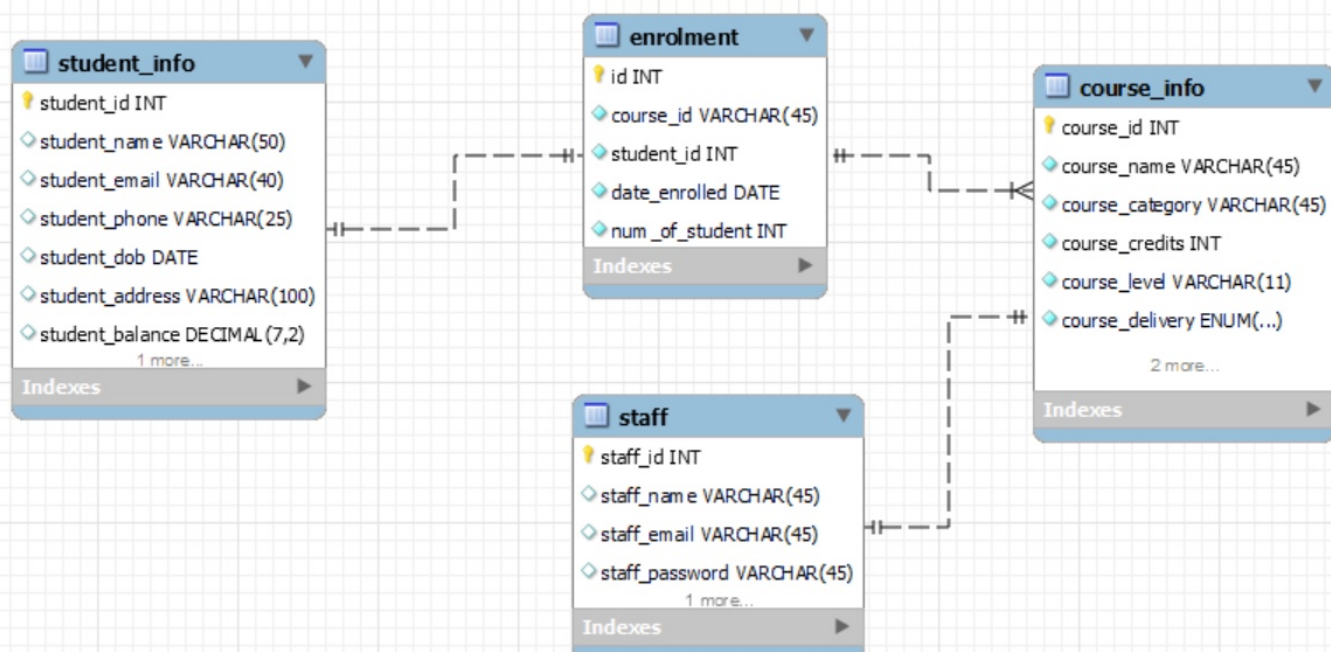 student_info
student_id INT
student_name VARCHAR(50)
student_email VARCHAR(40)
student_phone VARCHAR(25)
student_dob DATE
student_address VARCHAR(100)
student_balance DECIMAL(7,2)
1 more...
Indexes
enrolment
id INT
course_id VARCHAR(45)
student_id INT
date_enrolled DATE
num_of_student INT
Indexes
course_info
course_id INT
course_name VARCHAR(45)
course_category VARCHAR(45)
course_credits INT
course_level VARCHAR(11)
course_delivery ENUM(...)
2 more...
Indexes
staff
staff_id INT
staff_name VARCHAR(45)
staff_email VARCHAR(45)
staff_password VARCHAR(45)
1 more...
Indexes